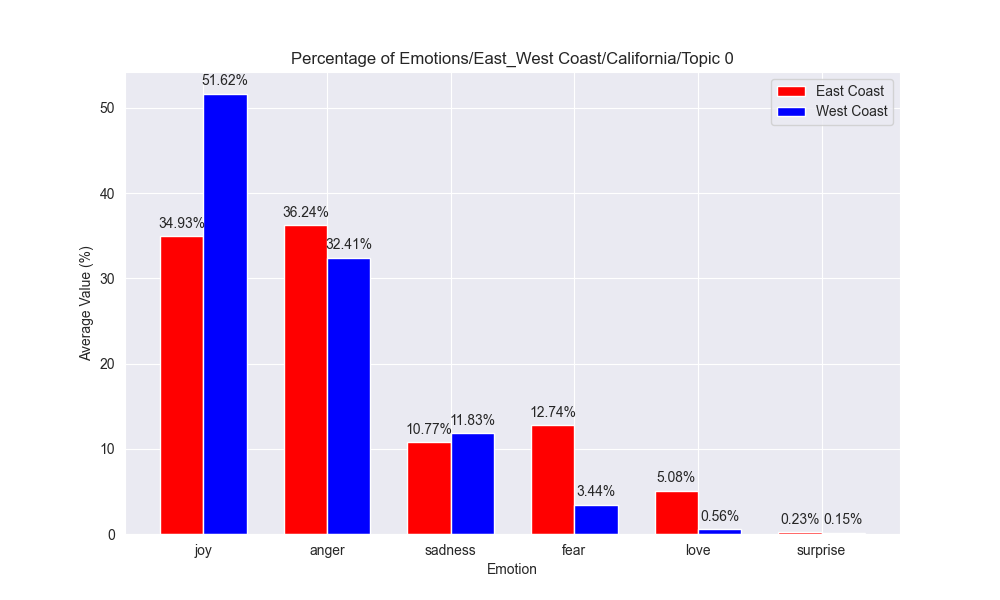 Percentage of Emotions/East_West Coast/California/Topic 0
51.62%
East Coast
West Coast
50
40
30
20
10
0
Average Value (%)
34.93%
36.24%
32.41%
10.77%
11.83%
12.74%
3.44%
5.08%
0.56%
0.23%
0.15%
joy
anger
sadness
fear
love
surprise
Emotion